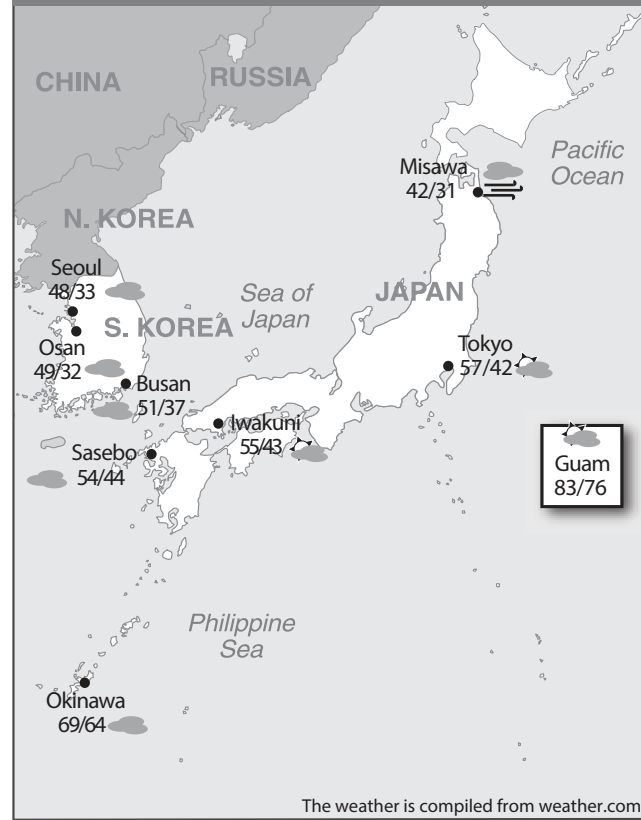 CHINA
RUSSIA
Pacific
Ocean
Misawa
42/31
N. KOREA
Seoul
48/33
Sea of
Japan
JAPAN
S. KOREA
Osan
49/32
Tokyo
57/42
Busan
51/37
Iwakuni
55/43
Sasebo
54/44
Guam
83/76
Philippine
Sea
Okinawa
69/64
The weather is compiled from weather.com